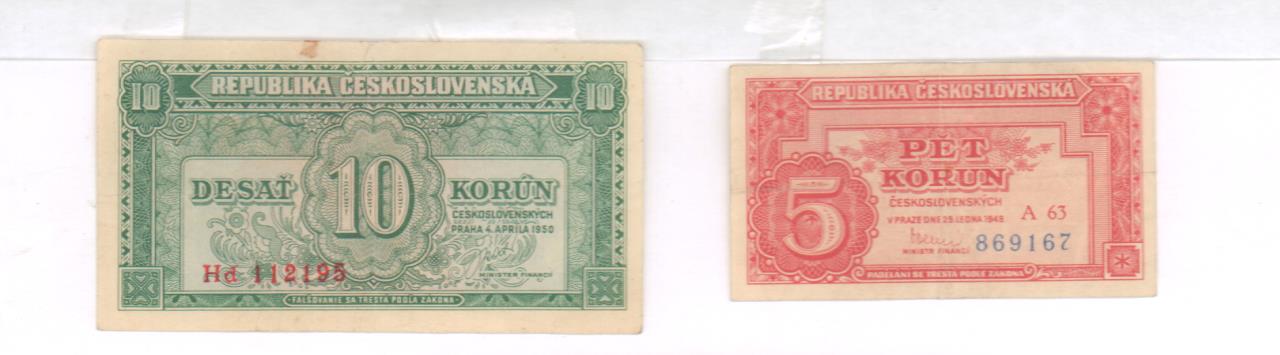 REPUBLIKA ČESKOSLOVENSKÁ
10 10
DESAŤ 10 KORÚN
ČESKOSLOVENSKÝCH
PRAHA 4. APRÍLA 1950
Hd 112195
MINISTER FINANCIÍ
FALŠOVANIE SA TRESTÁ PODĽA ZÁKONA
REPUBLIKA ČESKOSLOVENSKÁ
PĚT
KORUN
5
ČESKOSLOVENSKÝCH
V PRAZE DNE 25. LEDNA 1949
A 63
869167
MINISTR FINANCÍ
PADĚLÁNÍ SE TRESTÁ PODLE ZÁKONA